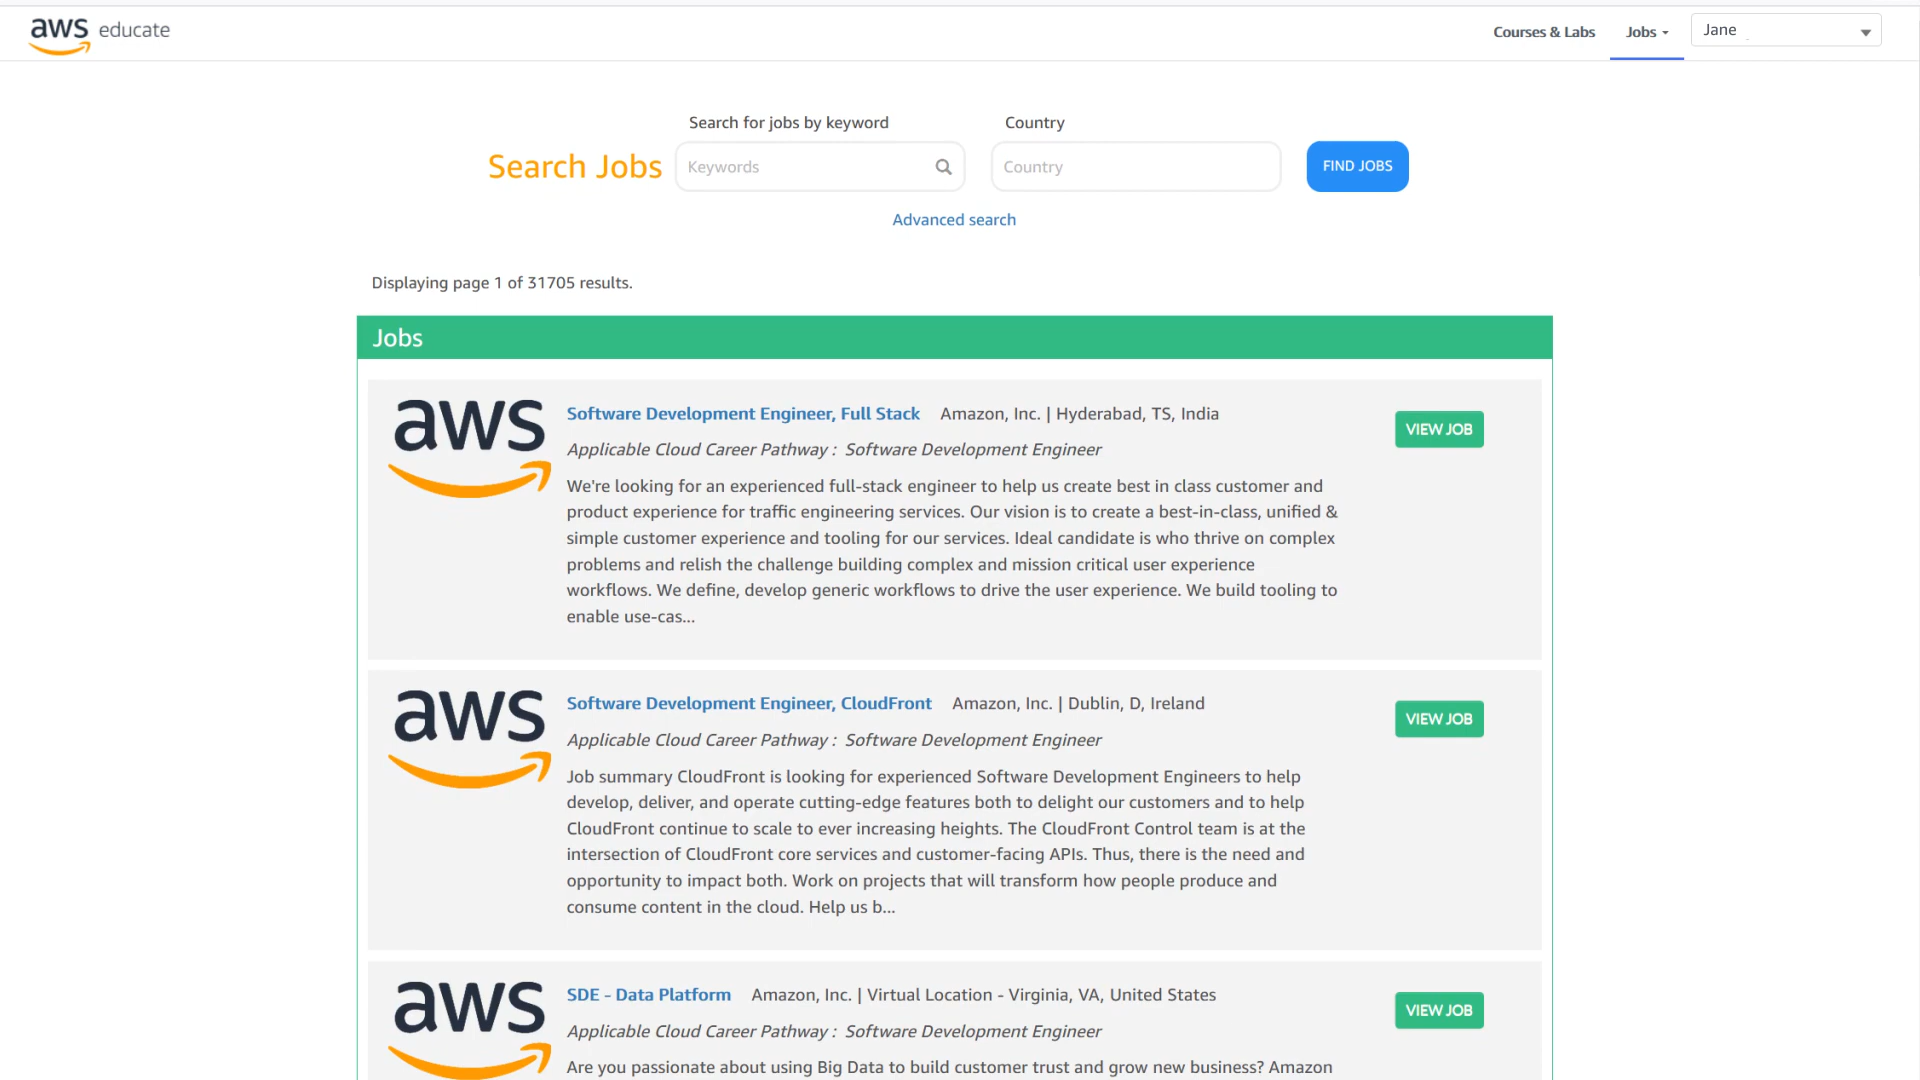 aws educate
Courses & Labs
Jobs
Jane
Search for jobs by keyword
Country
Search Jobs
Keywords
Country
FIND JOBS
Advanced search
Displaying page 1 of 31705 results.
Jobs
aws
Software Development Engineer, Full Stack Amazon, Inc. | Hyderabad, TS, India
VIEW JOB
Applicable Cloud Career Pathway : Software Development Engineer
We're looking for an experienced full-stack engineer to help us create best in class customer and
product experience for traffic engineering services. Our vision is to create a best-in-class, unified &
simple customer experience and tooling for our services. Ideal candidate is who thrive on complex
problems and relish the challenge building complex and mission critical user experience
workflows. We define, develop generic workflows to drive the user experience. We build tooling to
enable use-cas...
aws
Software Development Engineer, CloudFront Amazon, Inc. | Dublin, D, Ireland
VIEW JOB
Applicable Cloud Career Pathway : Software Development Engineer
Job summary CloudFront is looking for experienced Software Development Engineers to help
develop, deliver, and operate cutting-edge features both to delight our customers and to help
CloudFront continue to scale to ever increasing heights. The CloudFront Control team is at the
intersection of CloudFront core services and customer-facing APIs. Thus, there is the need and
opportunity to impact both. Work on projects that will transform how people produce and
consume content in the cloud. Help us b...
aws
SDE - Data Platform Amazon, Inc. | Virtual Location - Virginia, VA, United States
VIEW JOB
Applicable Cloud Career Pathway : Software Development Engineer
Are you passionate about using Big Data to build customer trust and grow new business? Amazon